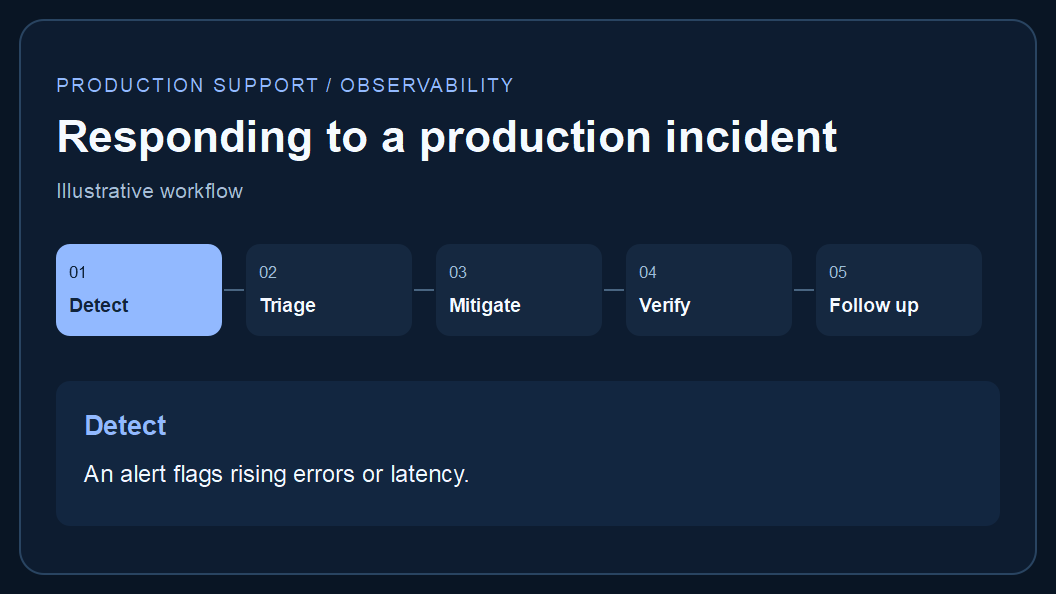 PRODUCTION SUPPORT / OBSERVABILITY
Responding to a production incident
Illustrative workflow
01
Detect
02
Triage
03
Mitigate
04
Verify
05
Follow up
Detect
An alert flags rising errors or latency.